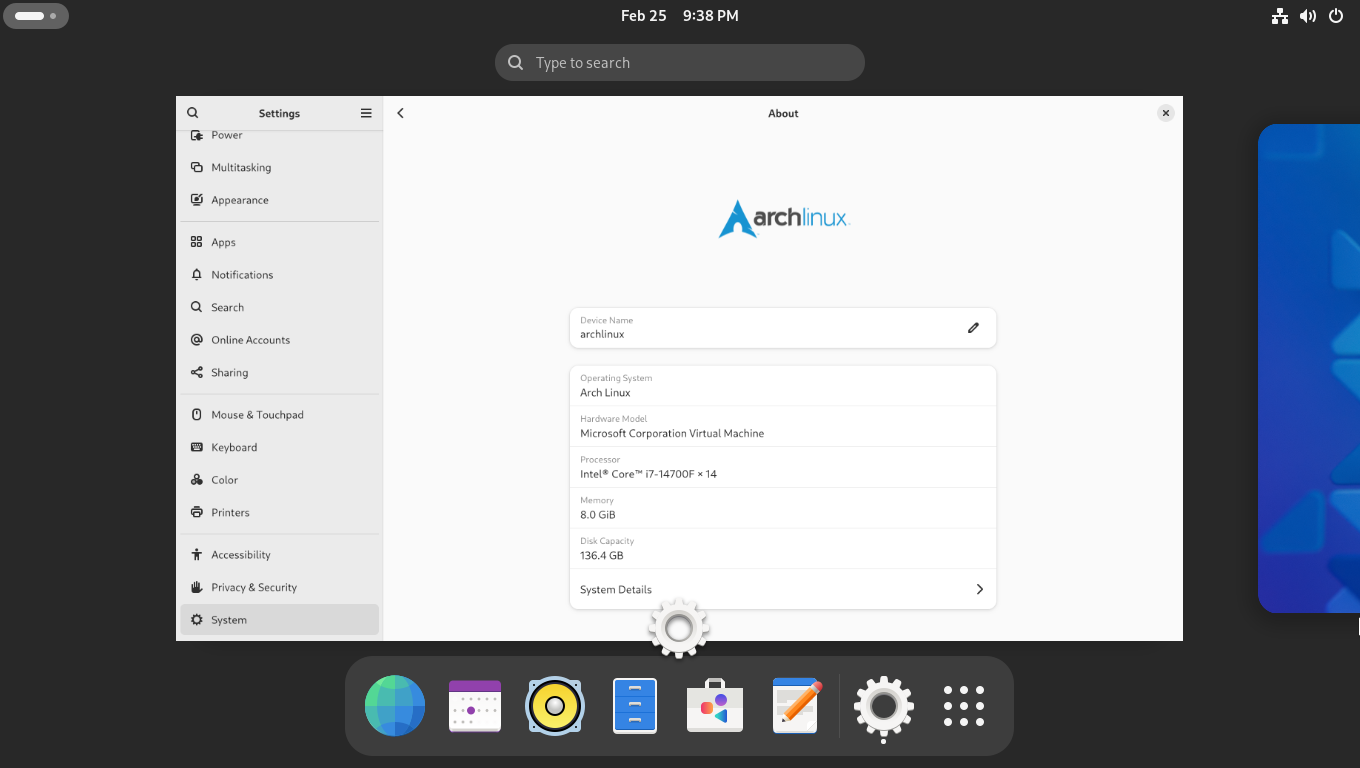 Feb 25 9:38 PM
Type to search
Settings
About
Power
Multitasking
Appearance
Apps
Notifications
Search
Online Accounts
Sharing
Mouse & Touchpad
Keyboard
Color
Printers
Accessibility
Privacy & Security
System
archlinux
Device Name
archlinux
Operating System
Arch Linux
Hardware Model
Microsoft Corporation Virtual Machine
Processor
Intel® Core™ i7-14700F × 14
Memory
8.0 GiB
Disk Capacity
136.4 GB
System Details